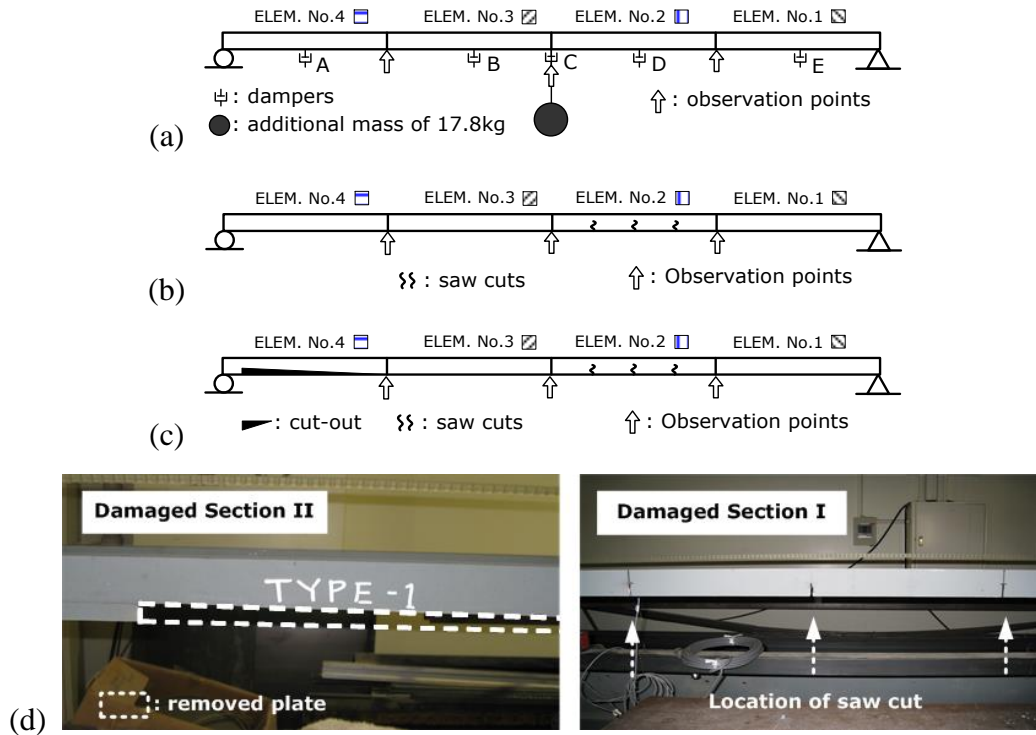 ELEM. No.4 ELEM. No.3 ELEM. No.2 ELEM. No.1
A B C D E
: dampers : observation points
: additional mass of 17.8kg
(a)
ELEM. No.4 ELEM. No.3 ELEM. No.2 ELEM. No.1
: saw cuts : Observation points
(b)
ELEM. No.4 ELEM. No.3 ELEM. No.2 ELEM. No.1
: cut-out : saw cuts : Observation points
(c)
Damaged Section II
TYPE-1
: removed plate
Damaged Section I
Location of saw cut
(d)